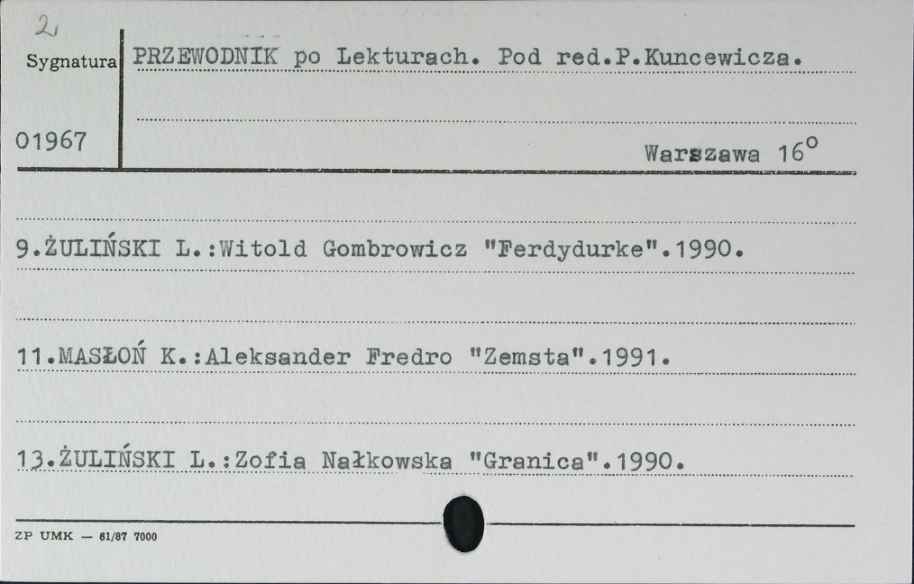 2
Sygnatura PRZEWODNIK po Lekturach. Pod red.P.Kuncewicza.
01967
Warszawa 16°
9.ŻULIŃSKI L.:Witold Gombrowicz "Ferdydurke".1990.
11.MASŁOŃ K.:Aleksander Fredro "Zemsta".1991.
13.ŻULIŃSKI L.:Zofia Nałkowska "Granica".1990.
ZP UMK — 61/87 7000